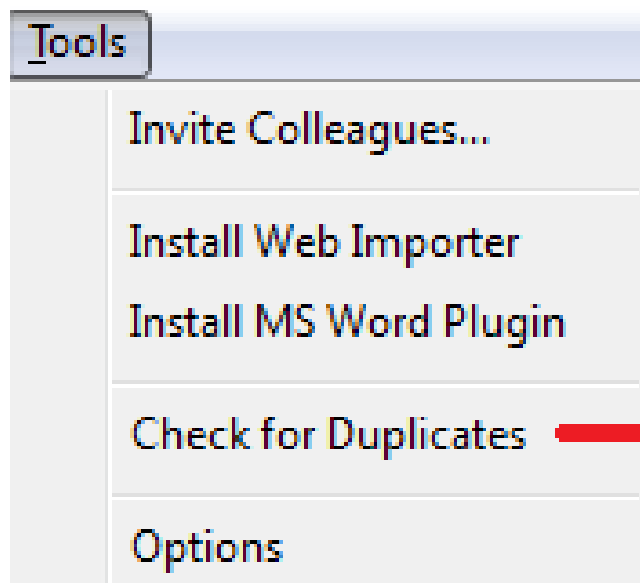 Tools
Invite Colleagues...
Install Web Importer
Install MS Word Plugin
Check for Duplicates
Options